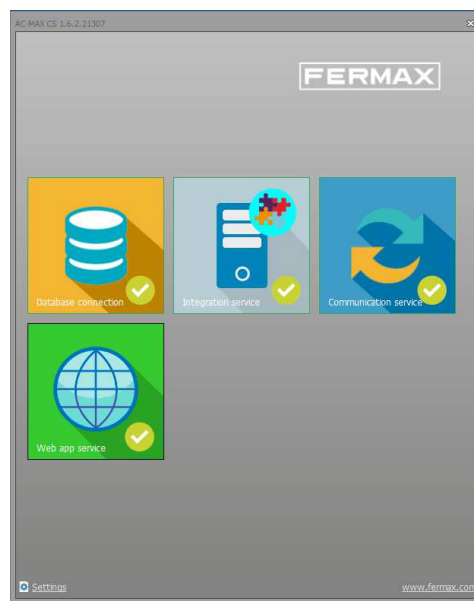 AC-MAX CS 1.6.2.21307
FERMAX
Database connection
Integration service
Communication service
Web app service
Settings
www.fermax.com